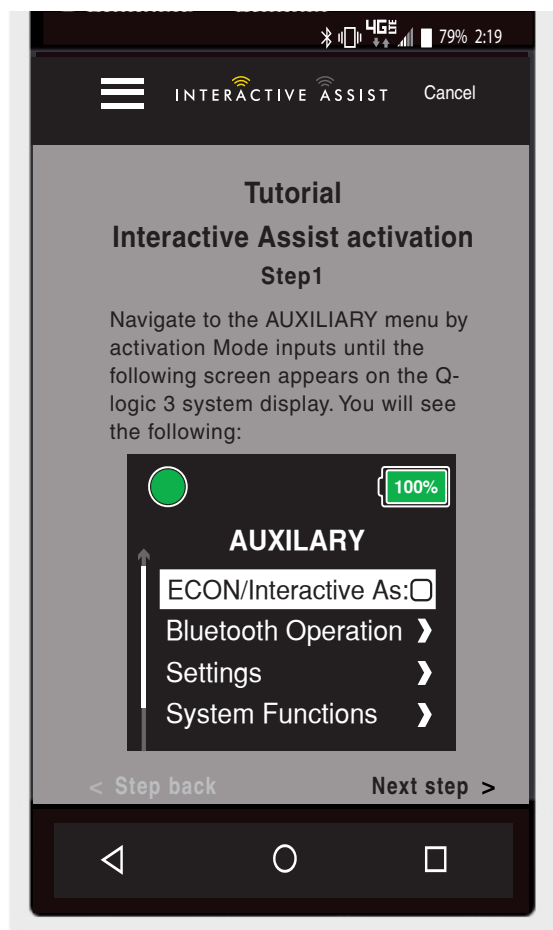 4G
79% 2:19
INTERACTIVE ASSIST
Cancel
Tutorial
Interactive Assist activation
Step1
Navigate to the AUXILIARY menu by
activation Mode inputs until the
following screen appears on the Q-
logic 3 system display. You will see
the following:
100%
AUXILARY
ECON/Interactive As:
Bluetooth Operation
Settings
System Functions
< Step back
Next step >